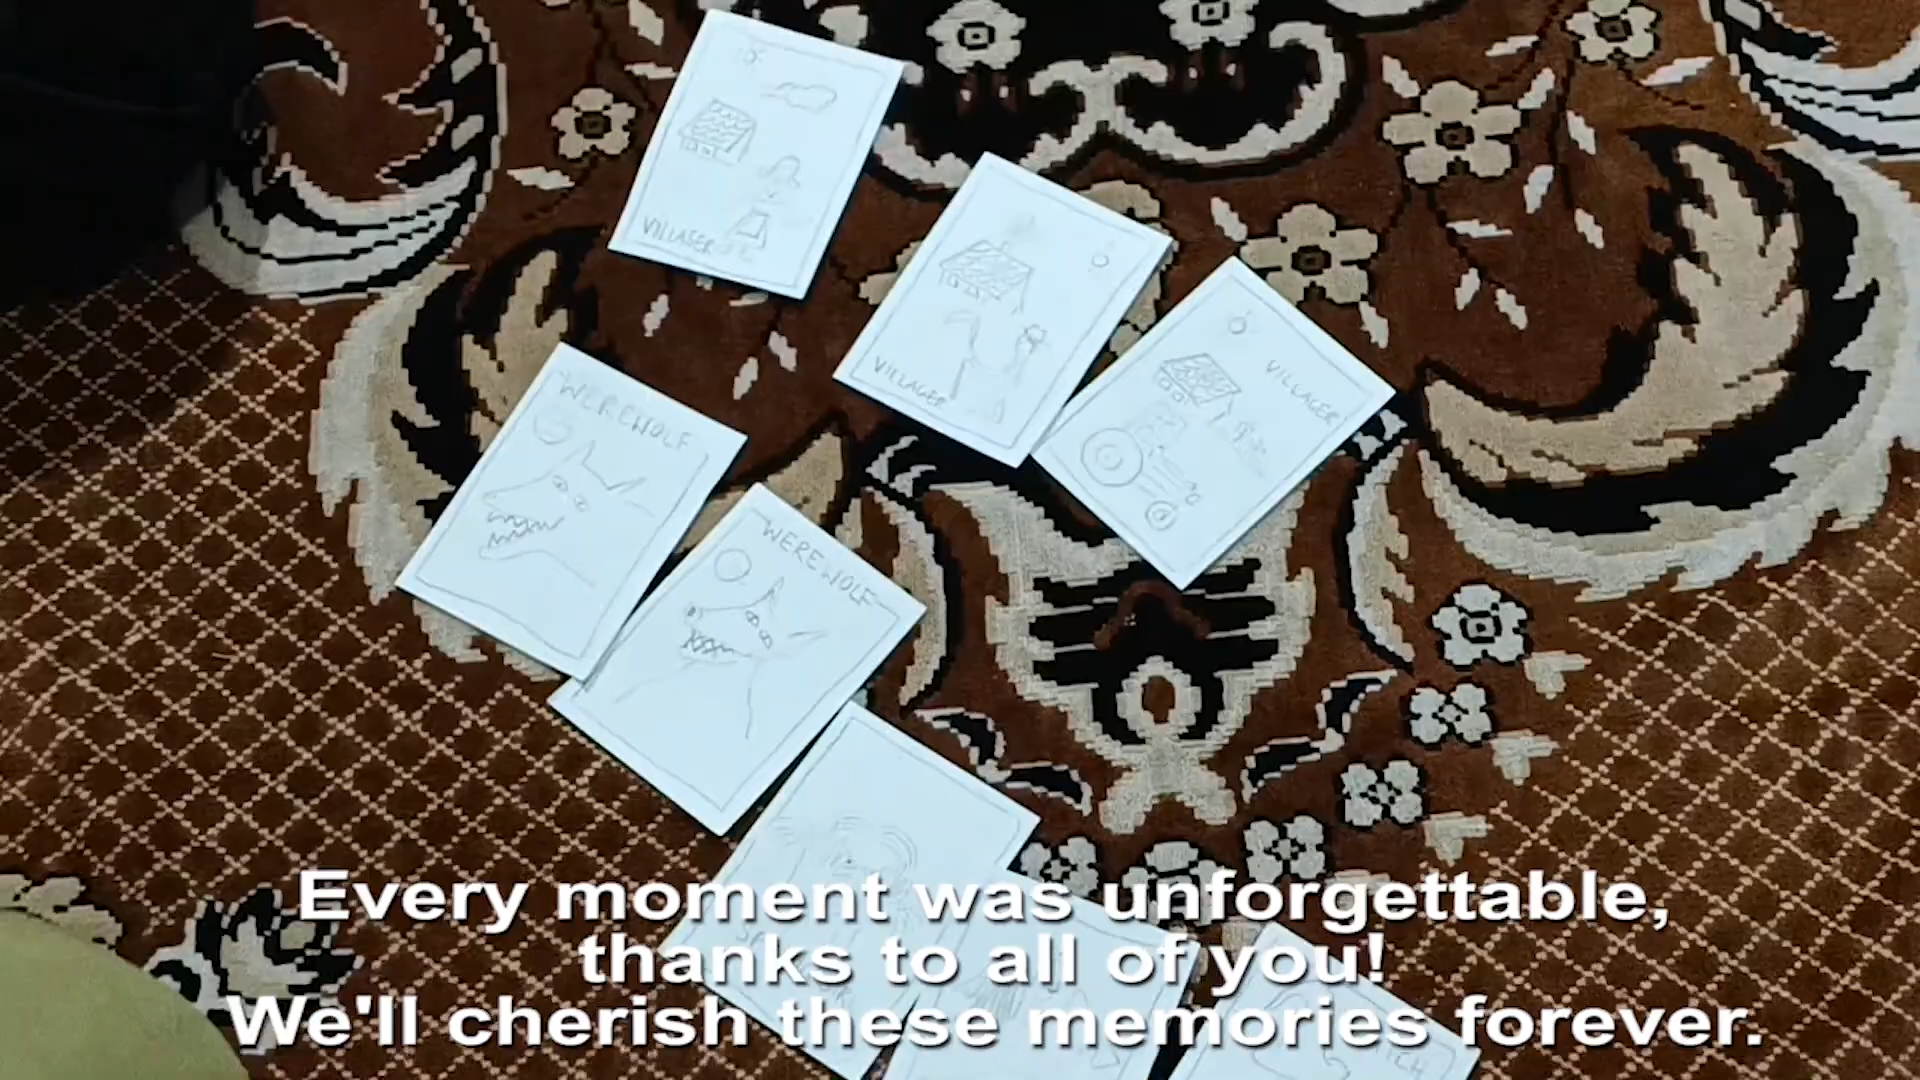 VILLAGER
VILLAGER
VILLAGER
WEREWOLF
WEREWOLF
Every moment was unforgettable,
thanks to all of you!
We'll cherish these memories forever.